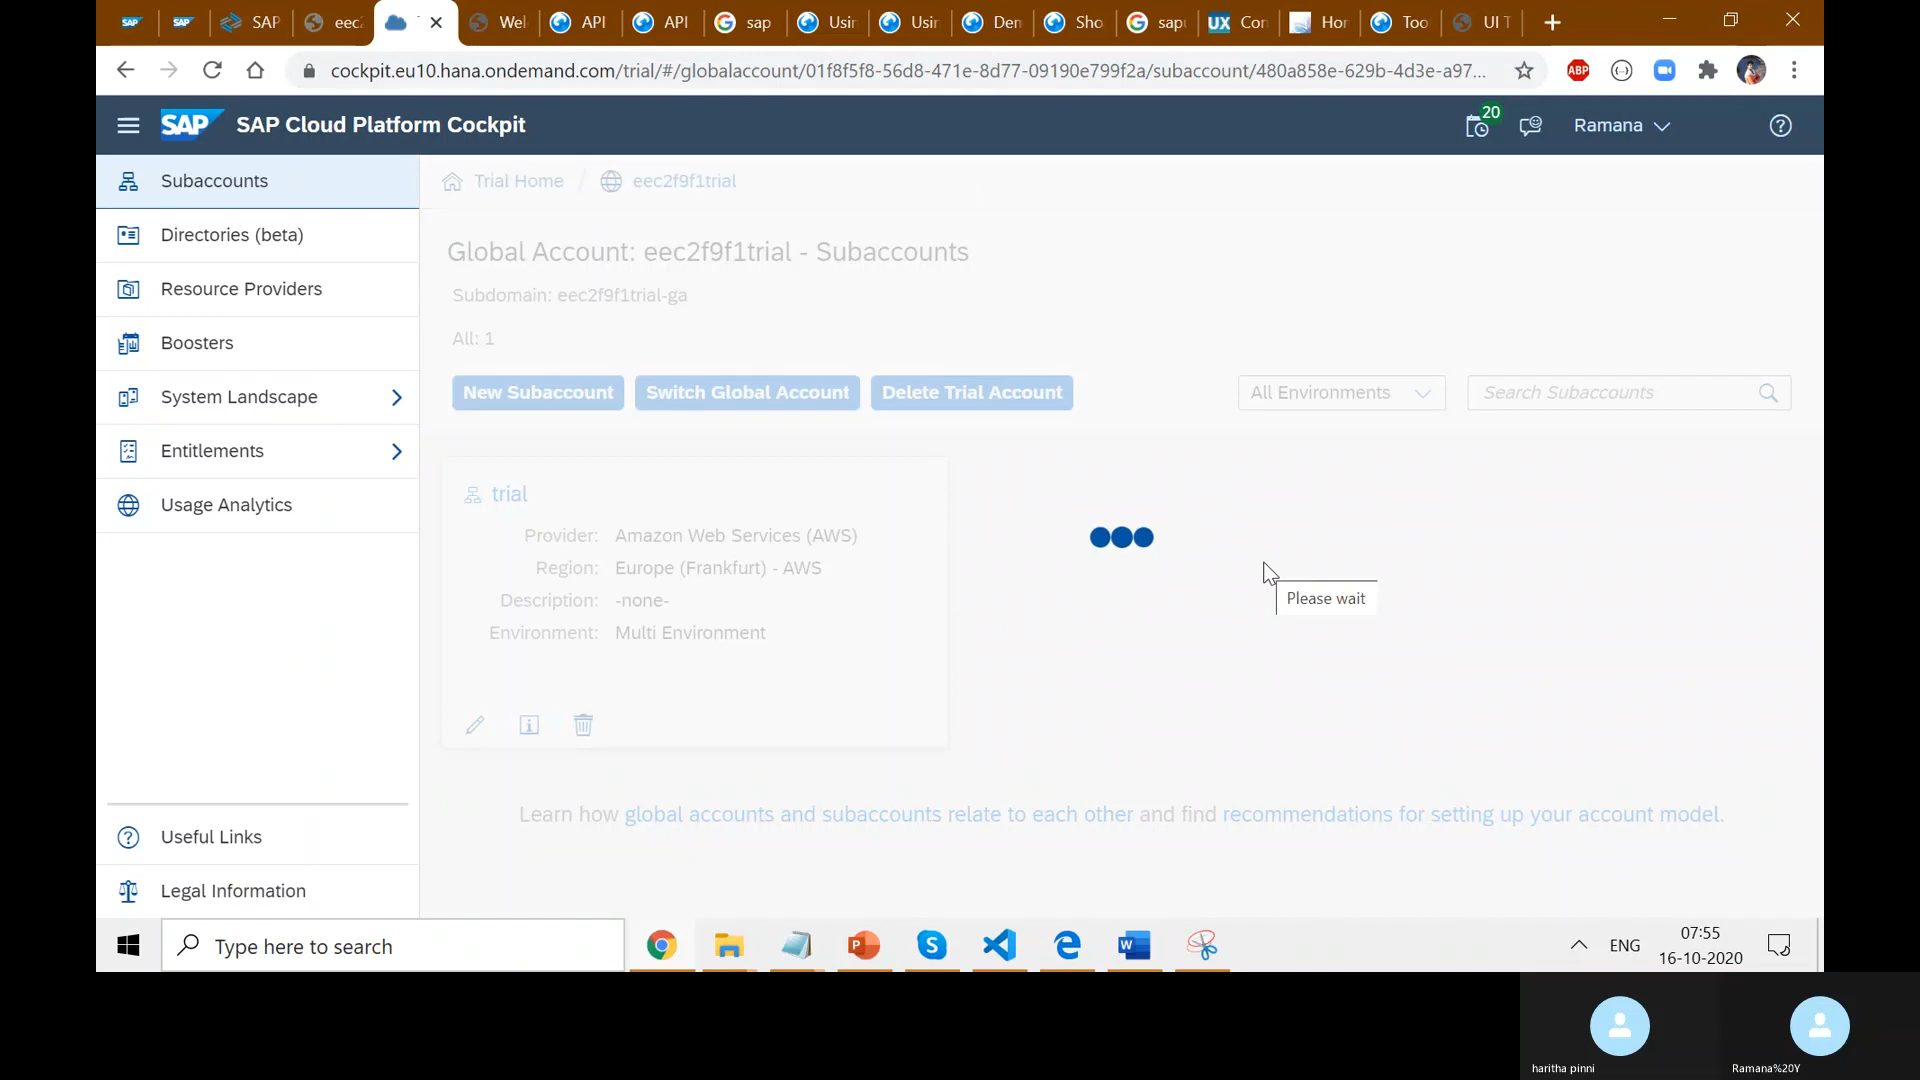 SAP
SAP
SAP
eec
Wel
API
API
sap
Usin
Usin
Den
Sho
sap
UX
Con
Hor
Too
UI T
cockpit.eu10.hana.ondemand.com/trial/#/globalaccount/01f8f5f8-56d8-471e-8d77-09190e799f2a/subaccount/480a858e-629b-4d3e-a97...
ABP
SAP
SAP Cloud Platform Cockpit
20
Ramana
Subaccounts
Directories (beta)
Resource Providers
Boosters
System Landscape
Entitlements
Usage Analytics
Useful Links
Legal Information
Trial Home / eec2f9f1trial
Global Account: eec2f9f1trial - Subaccounts
Subdomain: eec2f9f1trial-ga
All: 1
New Subaccount
Switch Global Account
Delete Trial Account
All Environments
Search Subaccounts
trial
Provider: Amazon Web Services (AWS)
Region: Europe (Frankfurt) - AWS
Description: -none-
Environment: Multi Environment
Please wait
Learn how global accounts and subaccounts relate to each other and find recommendations for setting up your account model.
Type here to search
ENG
07:55
16-10-2020
haritha pinni
Ramana%20Y